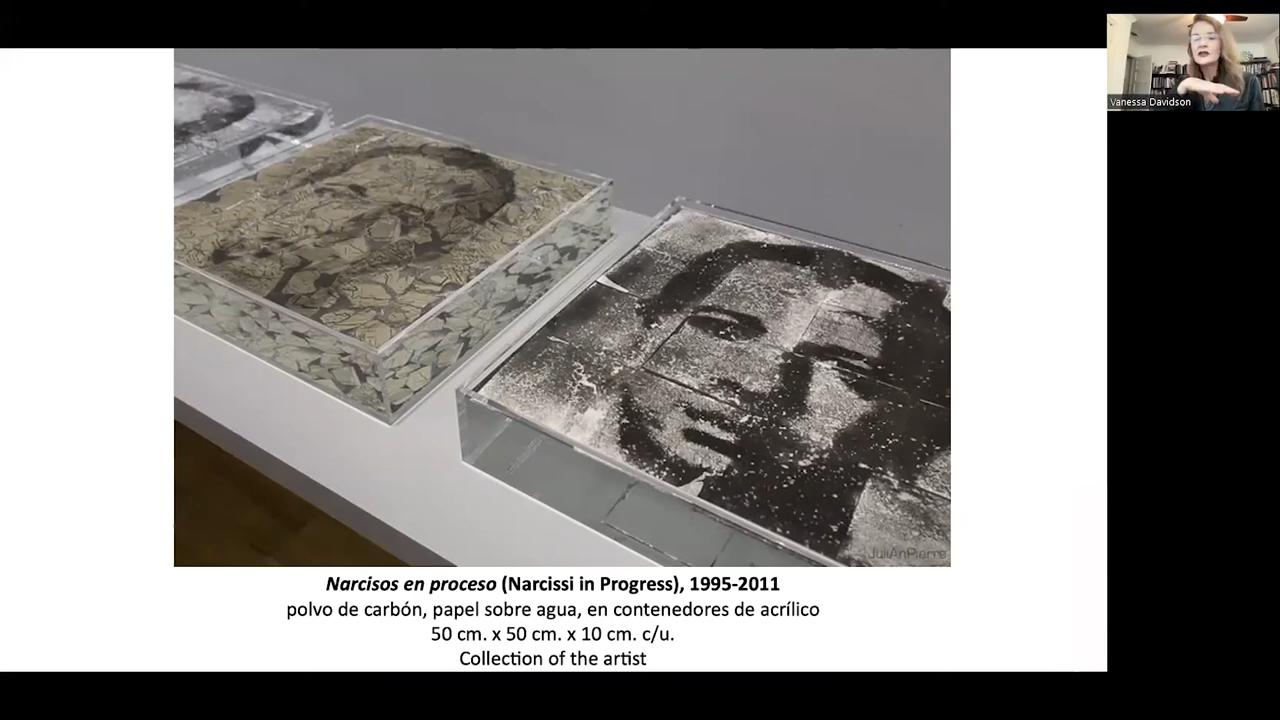 Vanessa Davidson
JuliAnPierre
Narcisos en proceso (Narcissi in Progress), 1995-2011
polvo de carbón, papel sobre agua, en contenedores de acrílico
50 cm. x 50 cm. x 10 cm. c/u.
Collection of the artist